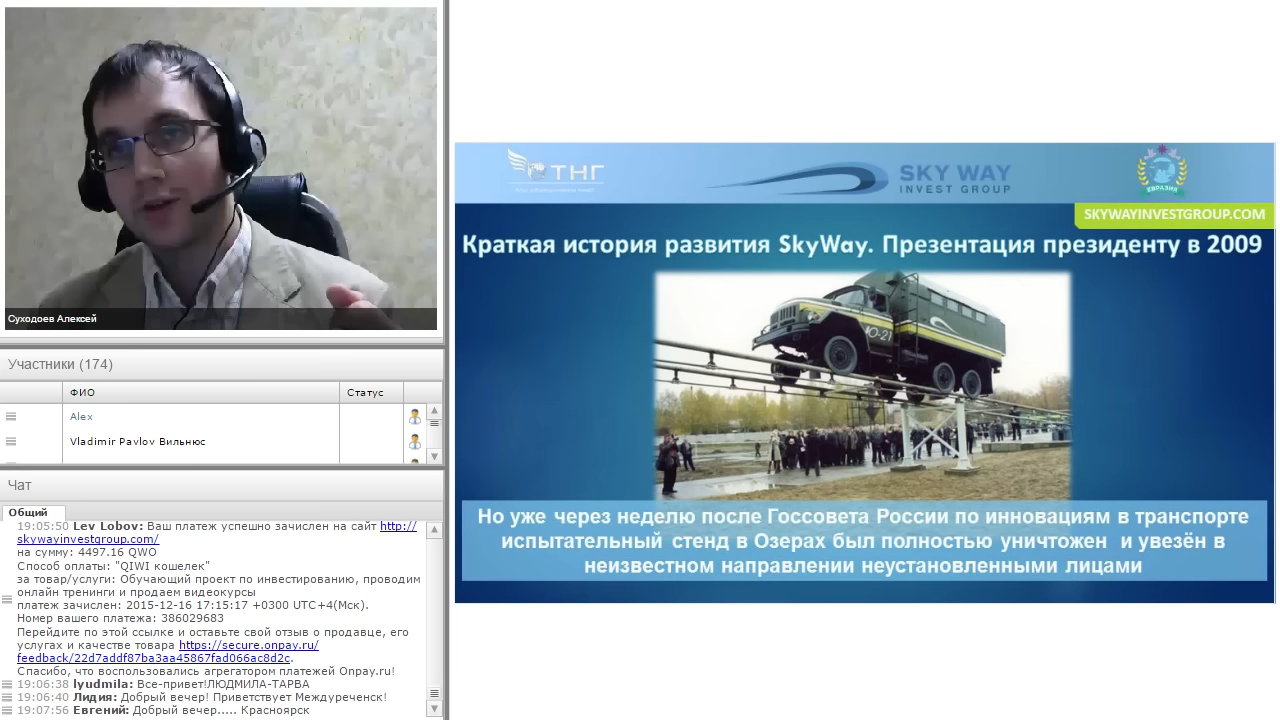 Суходоев Алексей
Участники (174)
ФИО
Статус
Alex
Vladimir Pavlov Вильнюс
Чат
Общий
19:05:50 Lev Lobov: Ваш платеж успешно зачислен на сайт http://
skywayinvestgroup.com/
на сумму: 4497.16 QWO
Способ оплаты: "QIWI кошелек"
за товар/услуги: Обучающий проект по инвестированию, проводим
онлайн тренинги и продаем видеокурсы
платеж зачислен: 2015-12-16 17:15:17 +0300 UTC+4(Мск).
Номер вашего платежа: 386029683
Перейдите по этой ссылке и оставьте свой отзыв о продавце, его
услугах и качестве товара https://secure.onpay.ru/
feedback/22d7addf87ba3aa45867fad066ac8d2c.
Спасибо, что воспользовались агрегатором платежей Onpay.ru!
19:06:38 lyudmila: Все-привет!ЛЮДМИЛА-ТАРВА
19:06:40 Лидия: Добрый вечер! Приветствует Междуреченск!
19:07:56 Евгений: Добрый вечер..... Красноярск
ТНГ
SKY WAY
INVEST GROUP
ЕВРАЗИЯ
SKYWAYINVESTGROUP.COM
Краткая история развития SkyWay. Презентация президенту в 2009
Ю-21
Но уже через неделю после Госсовета России по инновациям в транспорте
испытательный стенд в Озерах был полностью уничтожен и увезён в
неизвестном направлении неустановленными лицами